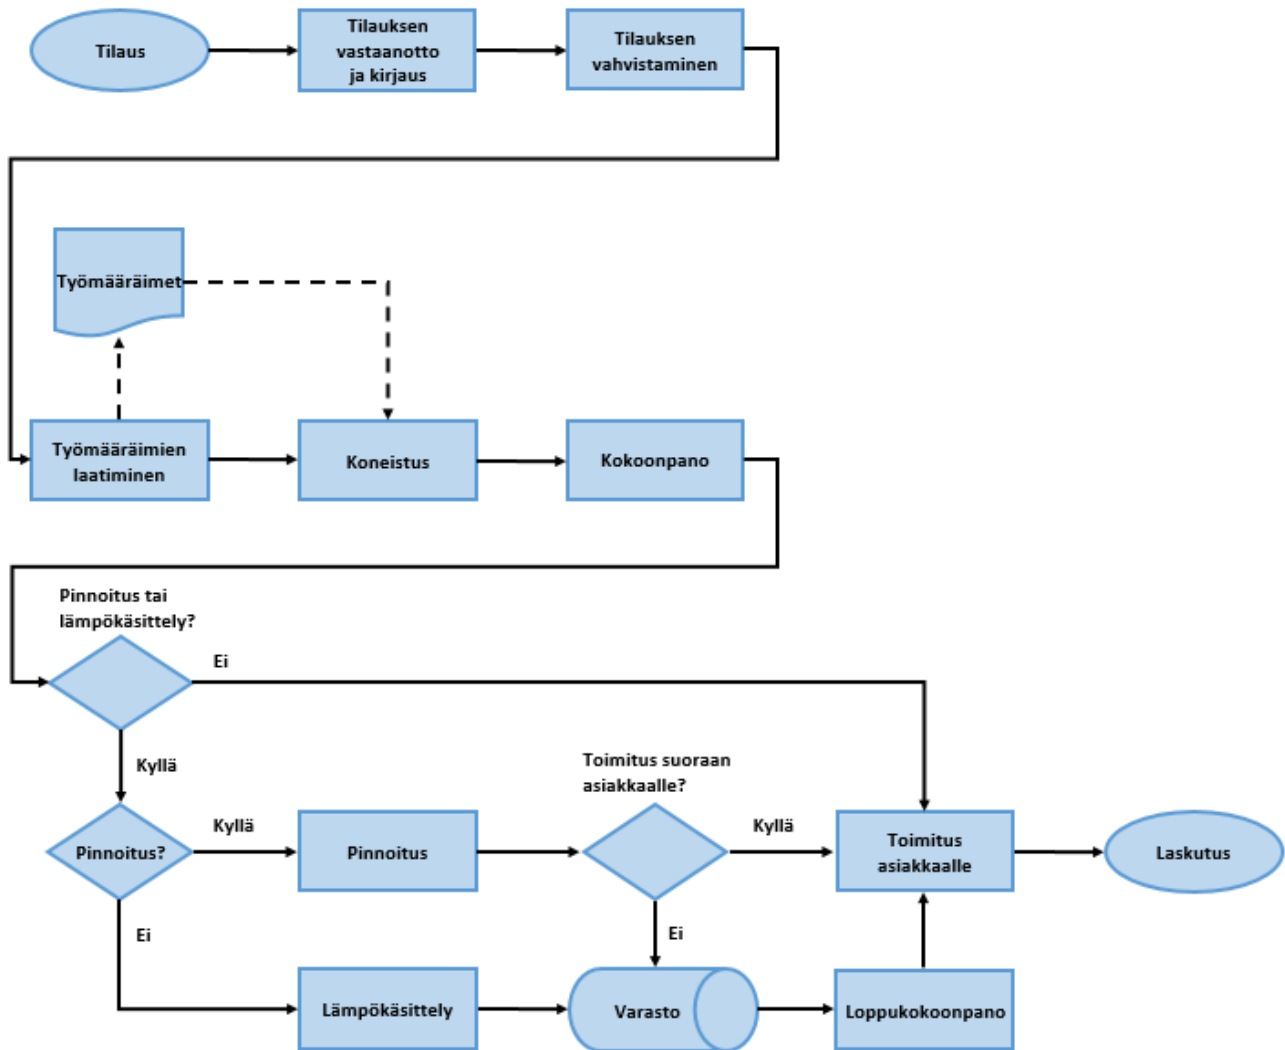 Tilaus
Tilauksen
vastaanotto
ja kirjaus
Tilauksen
vahvistaminen
Työmääräimet
Työmääräimien
laatiminen
Koneistus
Kokoonpano
Pinnoitus tai
lämpökäsittely?
Ei
Kyllä
Toimitus suoraan
asiakkaalle?
Pinnoitus?
Kyllä
Pinnoitus
Kyllä
Toimitus
asiakkaalle
Laskutus
Ei
Ei
Lämpökäsittely
Varasto
Loppukokoonpano